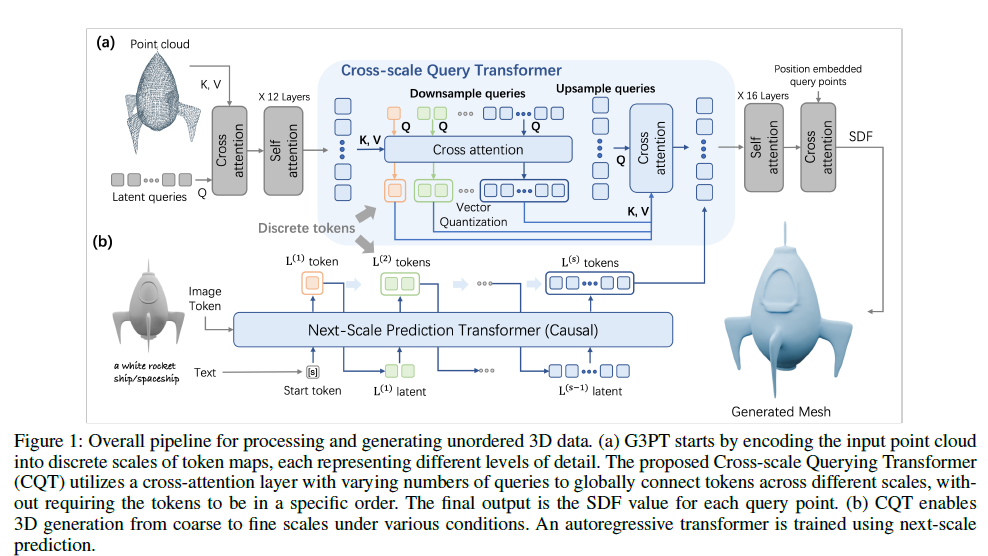 (a)
Point cloud
K, V
X 12 Layers
Cross
attention
Self
attention
Latent queries
Q
Cross-scale Query Transformer
Downsample queries
Upsample queries
Q
Q
Q
K, V
Cross attention
Q
Cross
attention
Vector
Quantization
K, V
Discrete tokens
X 16 Layers
Position embedded
query points
Self
attention
Cross
attention
SDF
(b)
L(1) token
L(2) tokens
L(s) tokens
Image
Token
Next-Scale Prediction Transformer (Causal)
a white rocket
ship/spaceship
Text
[s]
Start token
L(1) latent
L(s−1) latent
Generated Mesh
Figure 1: Overall pipeline for processing and generating unordered 3D data. (a) G3PT starts by encoding the input point cloud
into discrete scales of token maps, each representing different levels of detail. The proposed Cross-scale Querying Transformer
(CQT) utilizes a cross-attention layer with varying numbers of queries to globally connect tokens across different scales, with-
out requiring the tokens to be in a specific order. The final output is the SDF value for each query point. (b) CQT enables
3D generation from coarse to fine scales under various conditions. An autoregressive transformer is trained using next-scale
prediction.